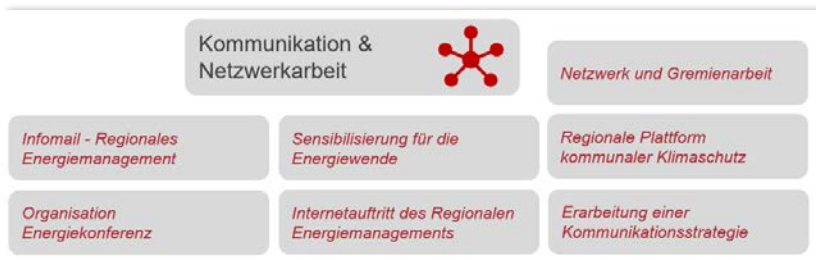 Kommunikation &
Netzwerkarbeit
Netzwerk und Gremienarbeit
Infomail - Regionales
Energiemanagement
Sensibilisierung für die
Energiewende
Regionale Plattform
kommunaler Klimaschutz
Organisation
Energiekonferenz
Internetauftritt des Regionalen
Energiemanagements
Erarbeitung einer
Kommunikationsstrategie